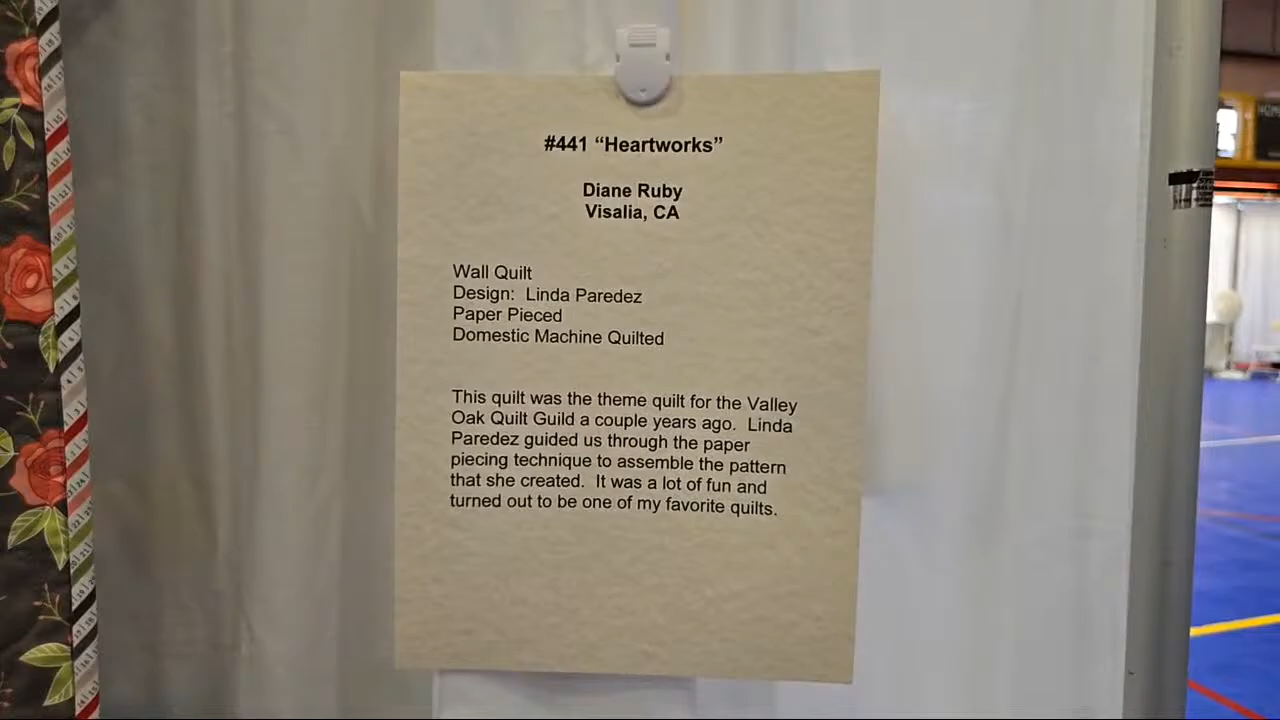 #441 “Heartworks”
Diane Ruby
Visalia, CA
Wall Quilt
Design:  Linda Paredez
Paper Pieced
Domestic Machine Quilted
This quilt was the theme quilt for the Valley
Oak Quilt Guild a couple years ago.  Linda
Paredez guided us through the paper
piecing technique to assemble the pattern
that she created.  It was a lot of fun and
turned out to be one of my favorite quilts.